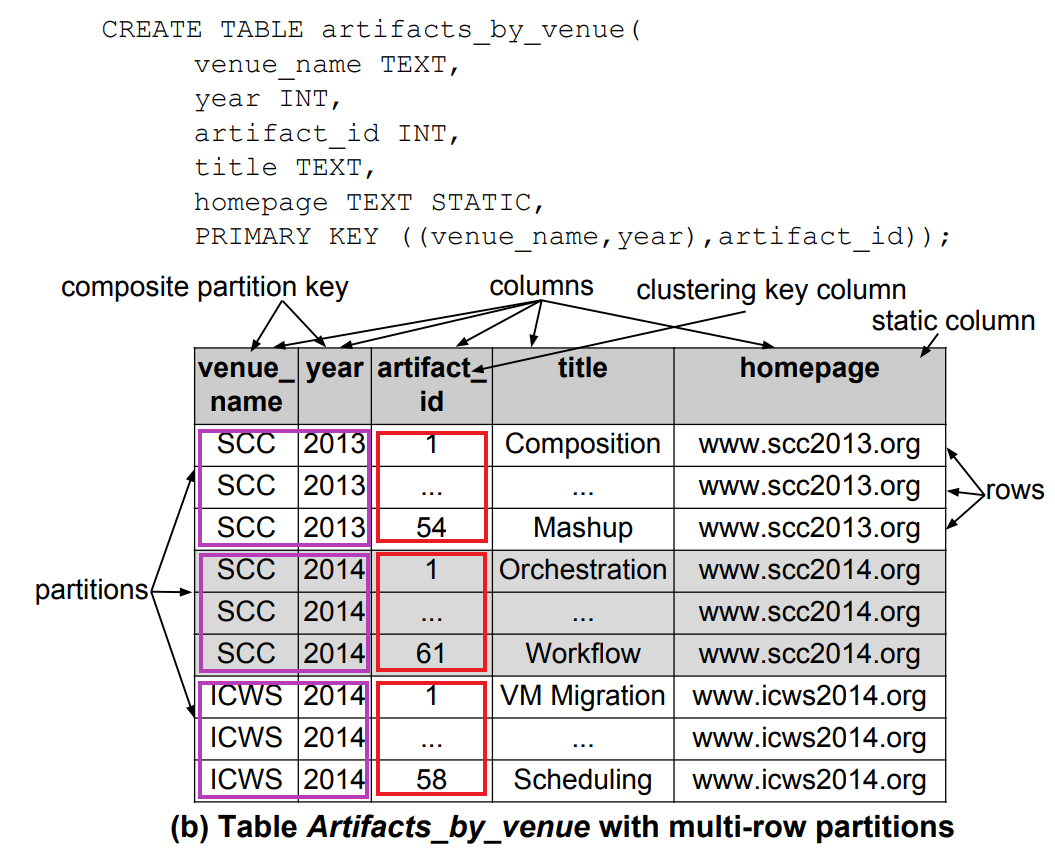 CREATE TABLE artifacts_by_venue(
venue_name TEXT,
year INT,
artifact_id INT,
title TEXT,
homepage TEXT STATIC,
PRIMARY KEY ((venue_name,year),artifact_id));
composite partition key
columns
clustering key column
static column
venue_ year artifact_ title homepage
name id
SCC 2013 1 Composition www.scc2013.org
SCC 2013 ... ... www.scc2013.org
rows
SCC 2013 54 Mashup www.scc2013.org
SCC 2014 1 Orchestration www.scc2014.org
partitions
SCC 2014 ... ... www.scc2014.org
SCC 2014 61 Workflow www.scc2014.org
ICWS 2014 1 VM Migration www.icws2014.org
ICWS 2014 ... ... www.icws2014.org
ICWS 2014 58 Scheduling www.icws2014.org
(b) Table Artifacts_by_venue with multi-row partitions